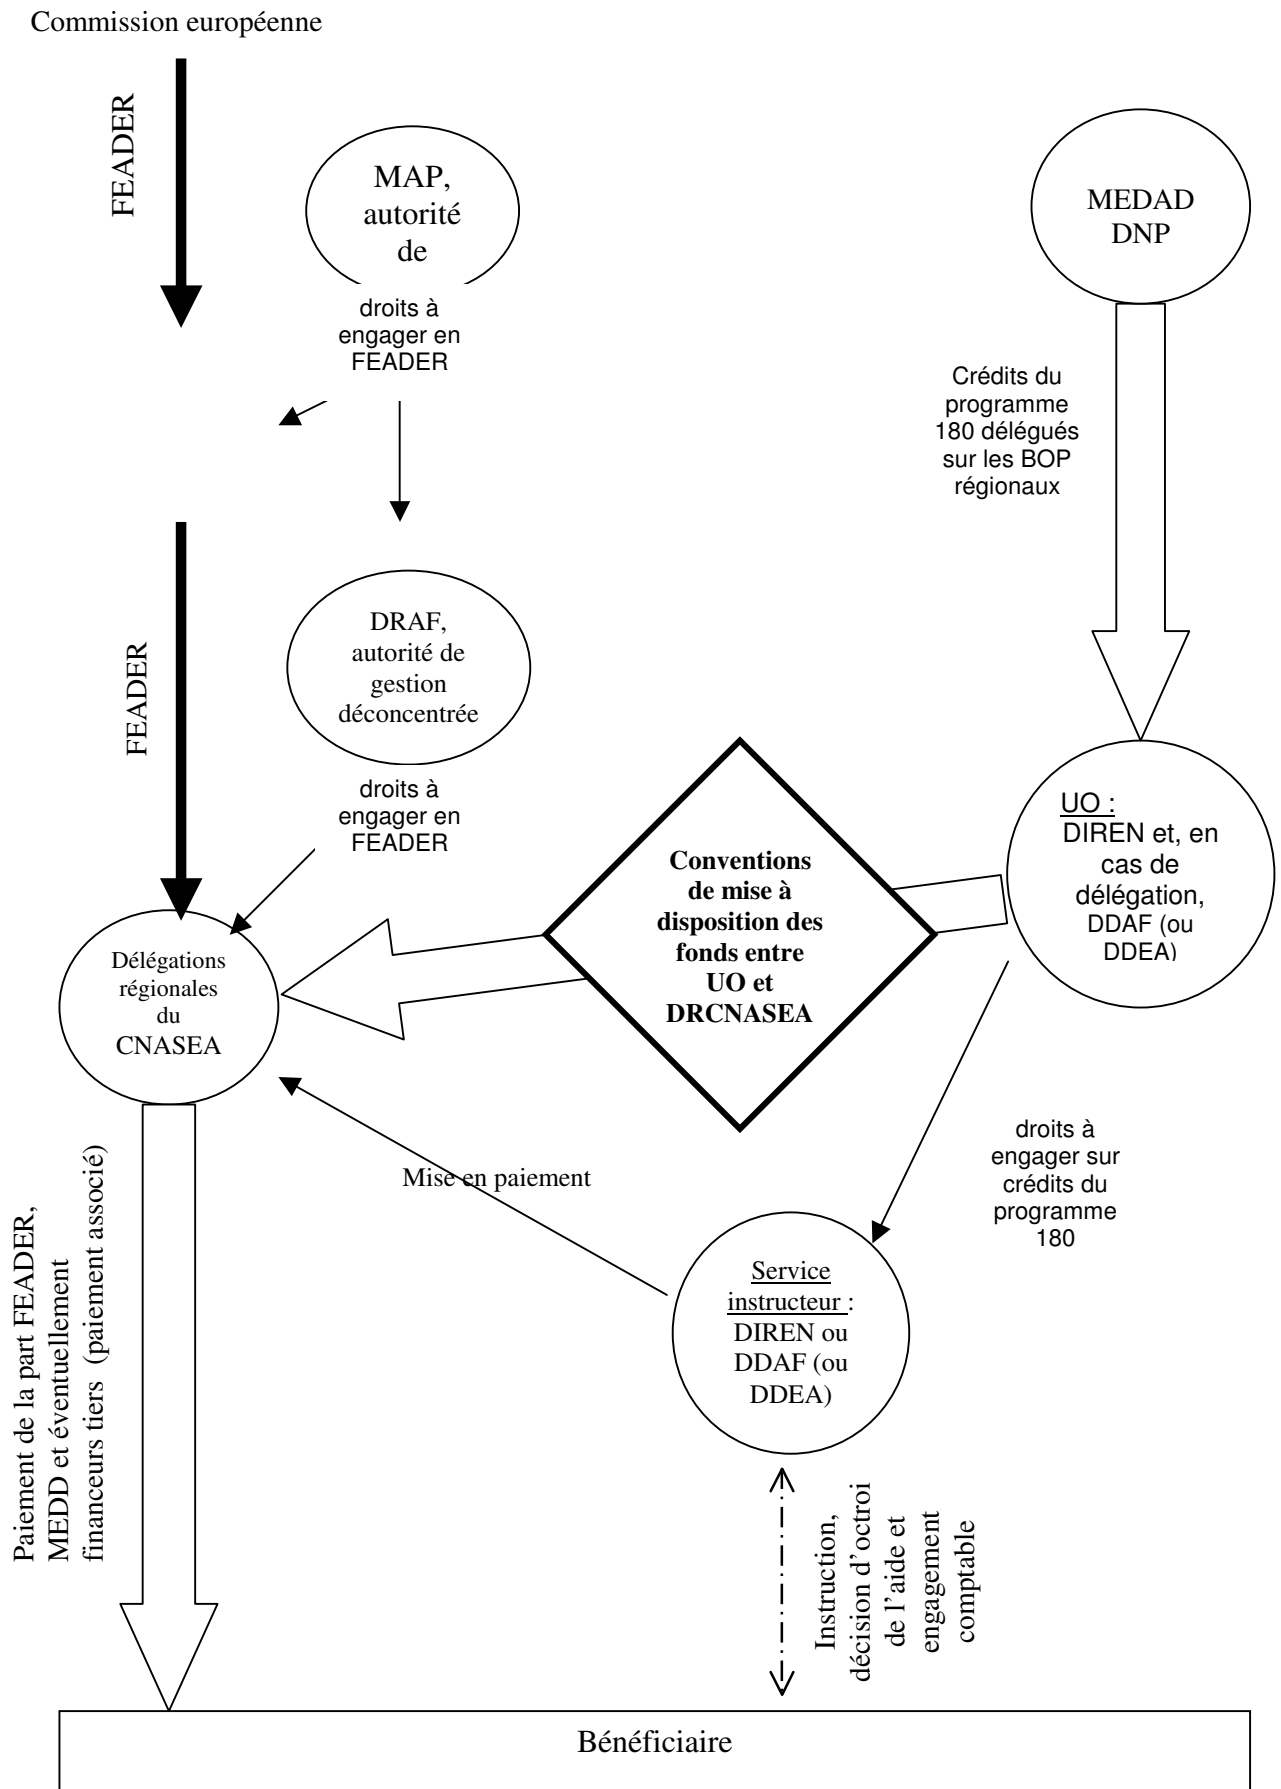 Commission européenne
FEADER
MAP,
autorité
de
droits à
engager en
FEADER
MEDAD
DNP
Crédits du
programme
180 délégués
sur les BOP
régionaux
FEADER
DRAF,
autorité de
gestion
déconcentrée
droits à
engager en
FEADER
UO :
DIREN et, en
cas de
délégation,
DDAF (ou
DDEA)
Conventions
de mise à
disposition des
fonds entre
UO et
DRCNASEA
Délégations
régionales
du
CNASEA
Mise en paiement
droits à
engager sur
crédits du
programme
180
Service
instructeur :
DIREN ou
DDAF (ou
DDEA)
Paiement de la part FEADER,
MEDD et éventuellement
financeurs tiers (paiement associé)
Instruction,
décision d'octroi
de l'aide et
engagement
comptable
Bénéficiaire